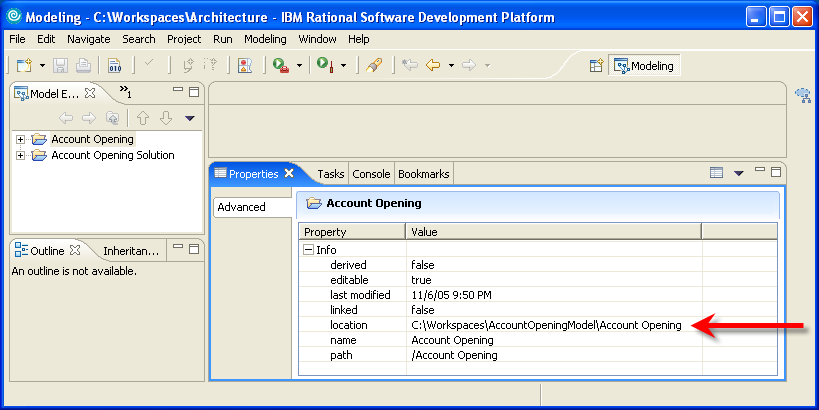 Modeling - C:\Workspaces\Architecture - IBM Rational Software Development Platform
File Edit Navigate Search Project Run Modeling Window Help
010 Modeling
Model E... »1
Account Opening
Account Opening Solution
Outline Inheritan...
An outline is not available.
Properties Tasks Console Bookmarks
Advanced
Account Opening
Property Value
Info
derived false
editable true
last modified 11/6/05 9:50 PM
linked false
location C:\Workspaces\AccountOpeningModel\Account Opening
name Account Opening
path /Account Opening